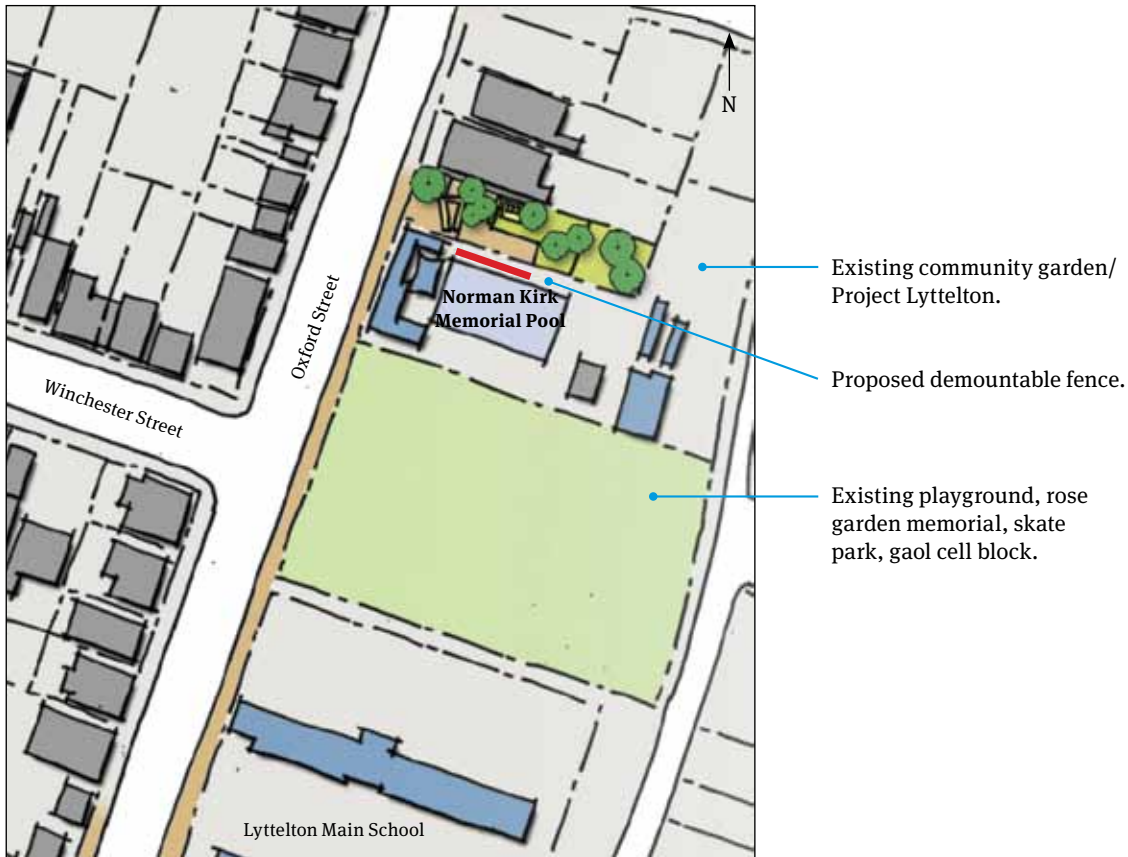 N
Existing community garden/
Project Lyttelton.
Norman Kirk
Memorial Pool
Oxford Street
Proposed demountable fence.
Winchester Street
Existing playground, rose
garden memorial, skate
park, gaol cell block.
Lyttelton Main School